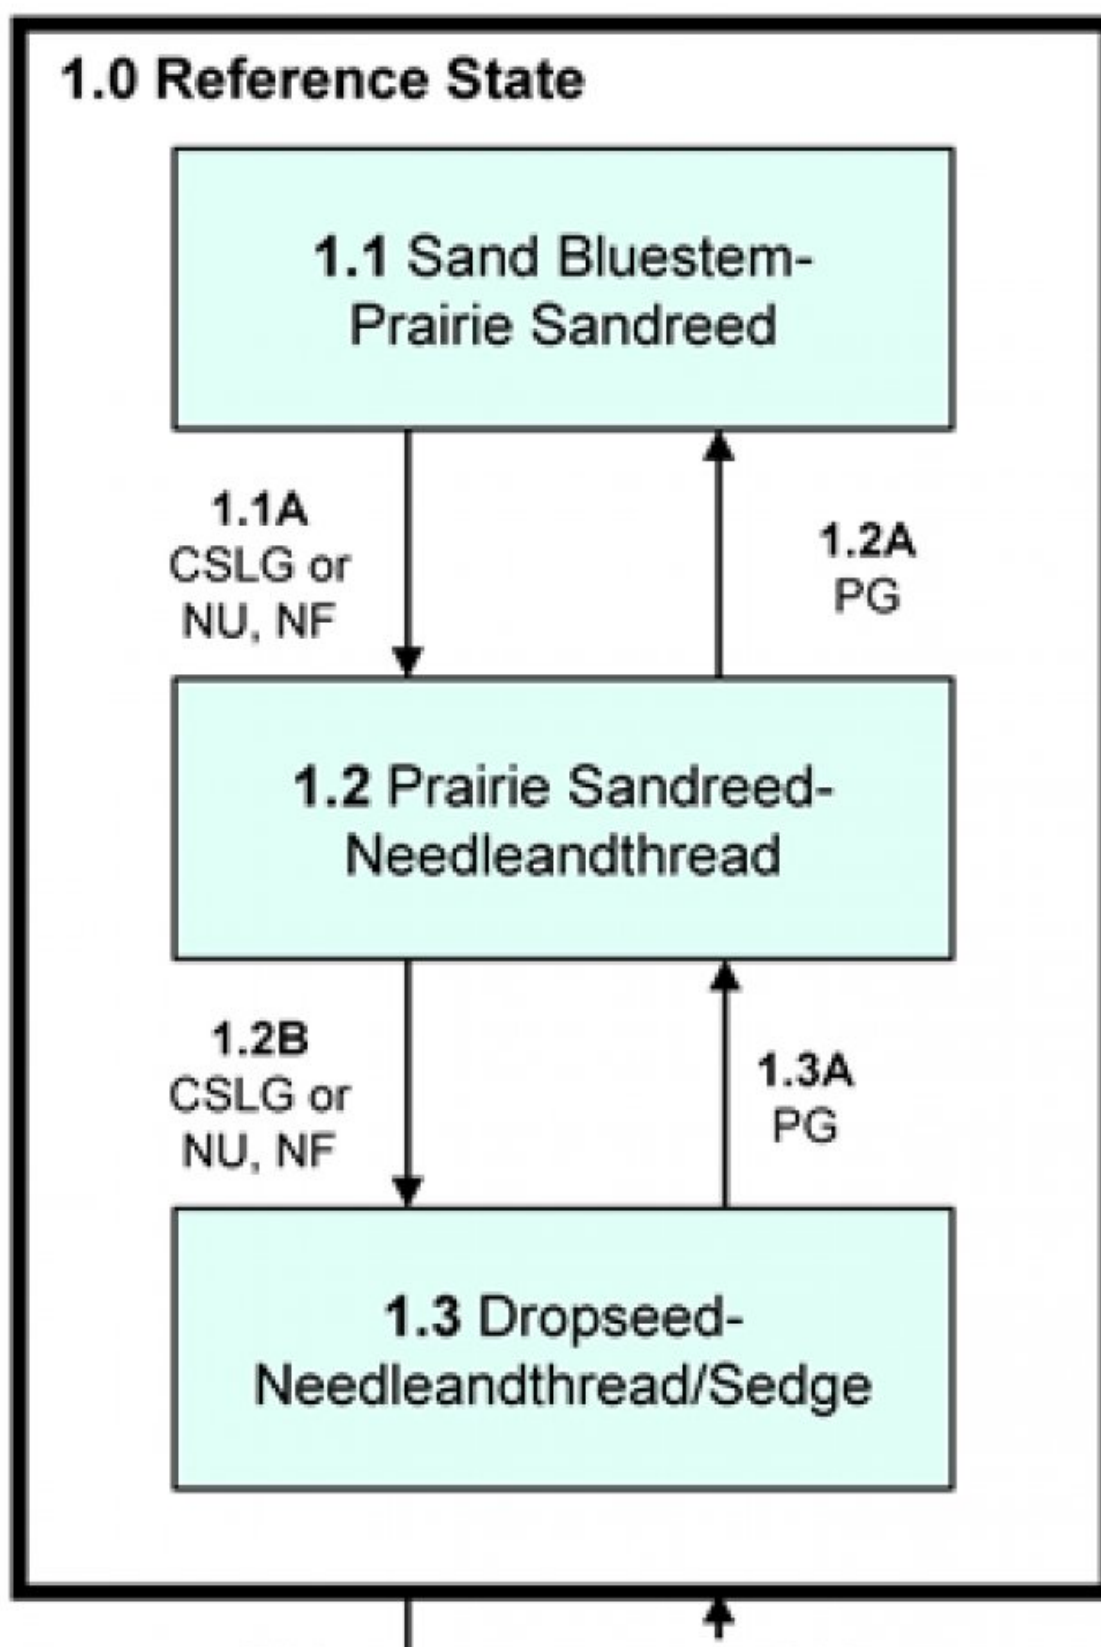 1.0 Reference State
1.1 Sand Bluestem-
Prairie Sandreed
1.1A
CSLG or
NU, NF
1.2A
PG
1.2 Prairie Sandreed-
Needleandthread
1.2B
CSLG or
NU, NF
1.3A
PG
1.3 Dropseed-
Needleandthread/Sedge